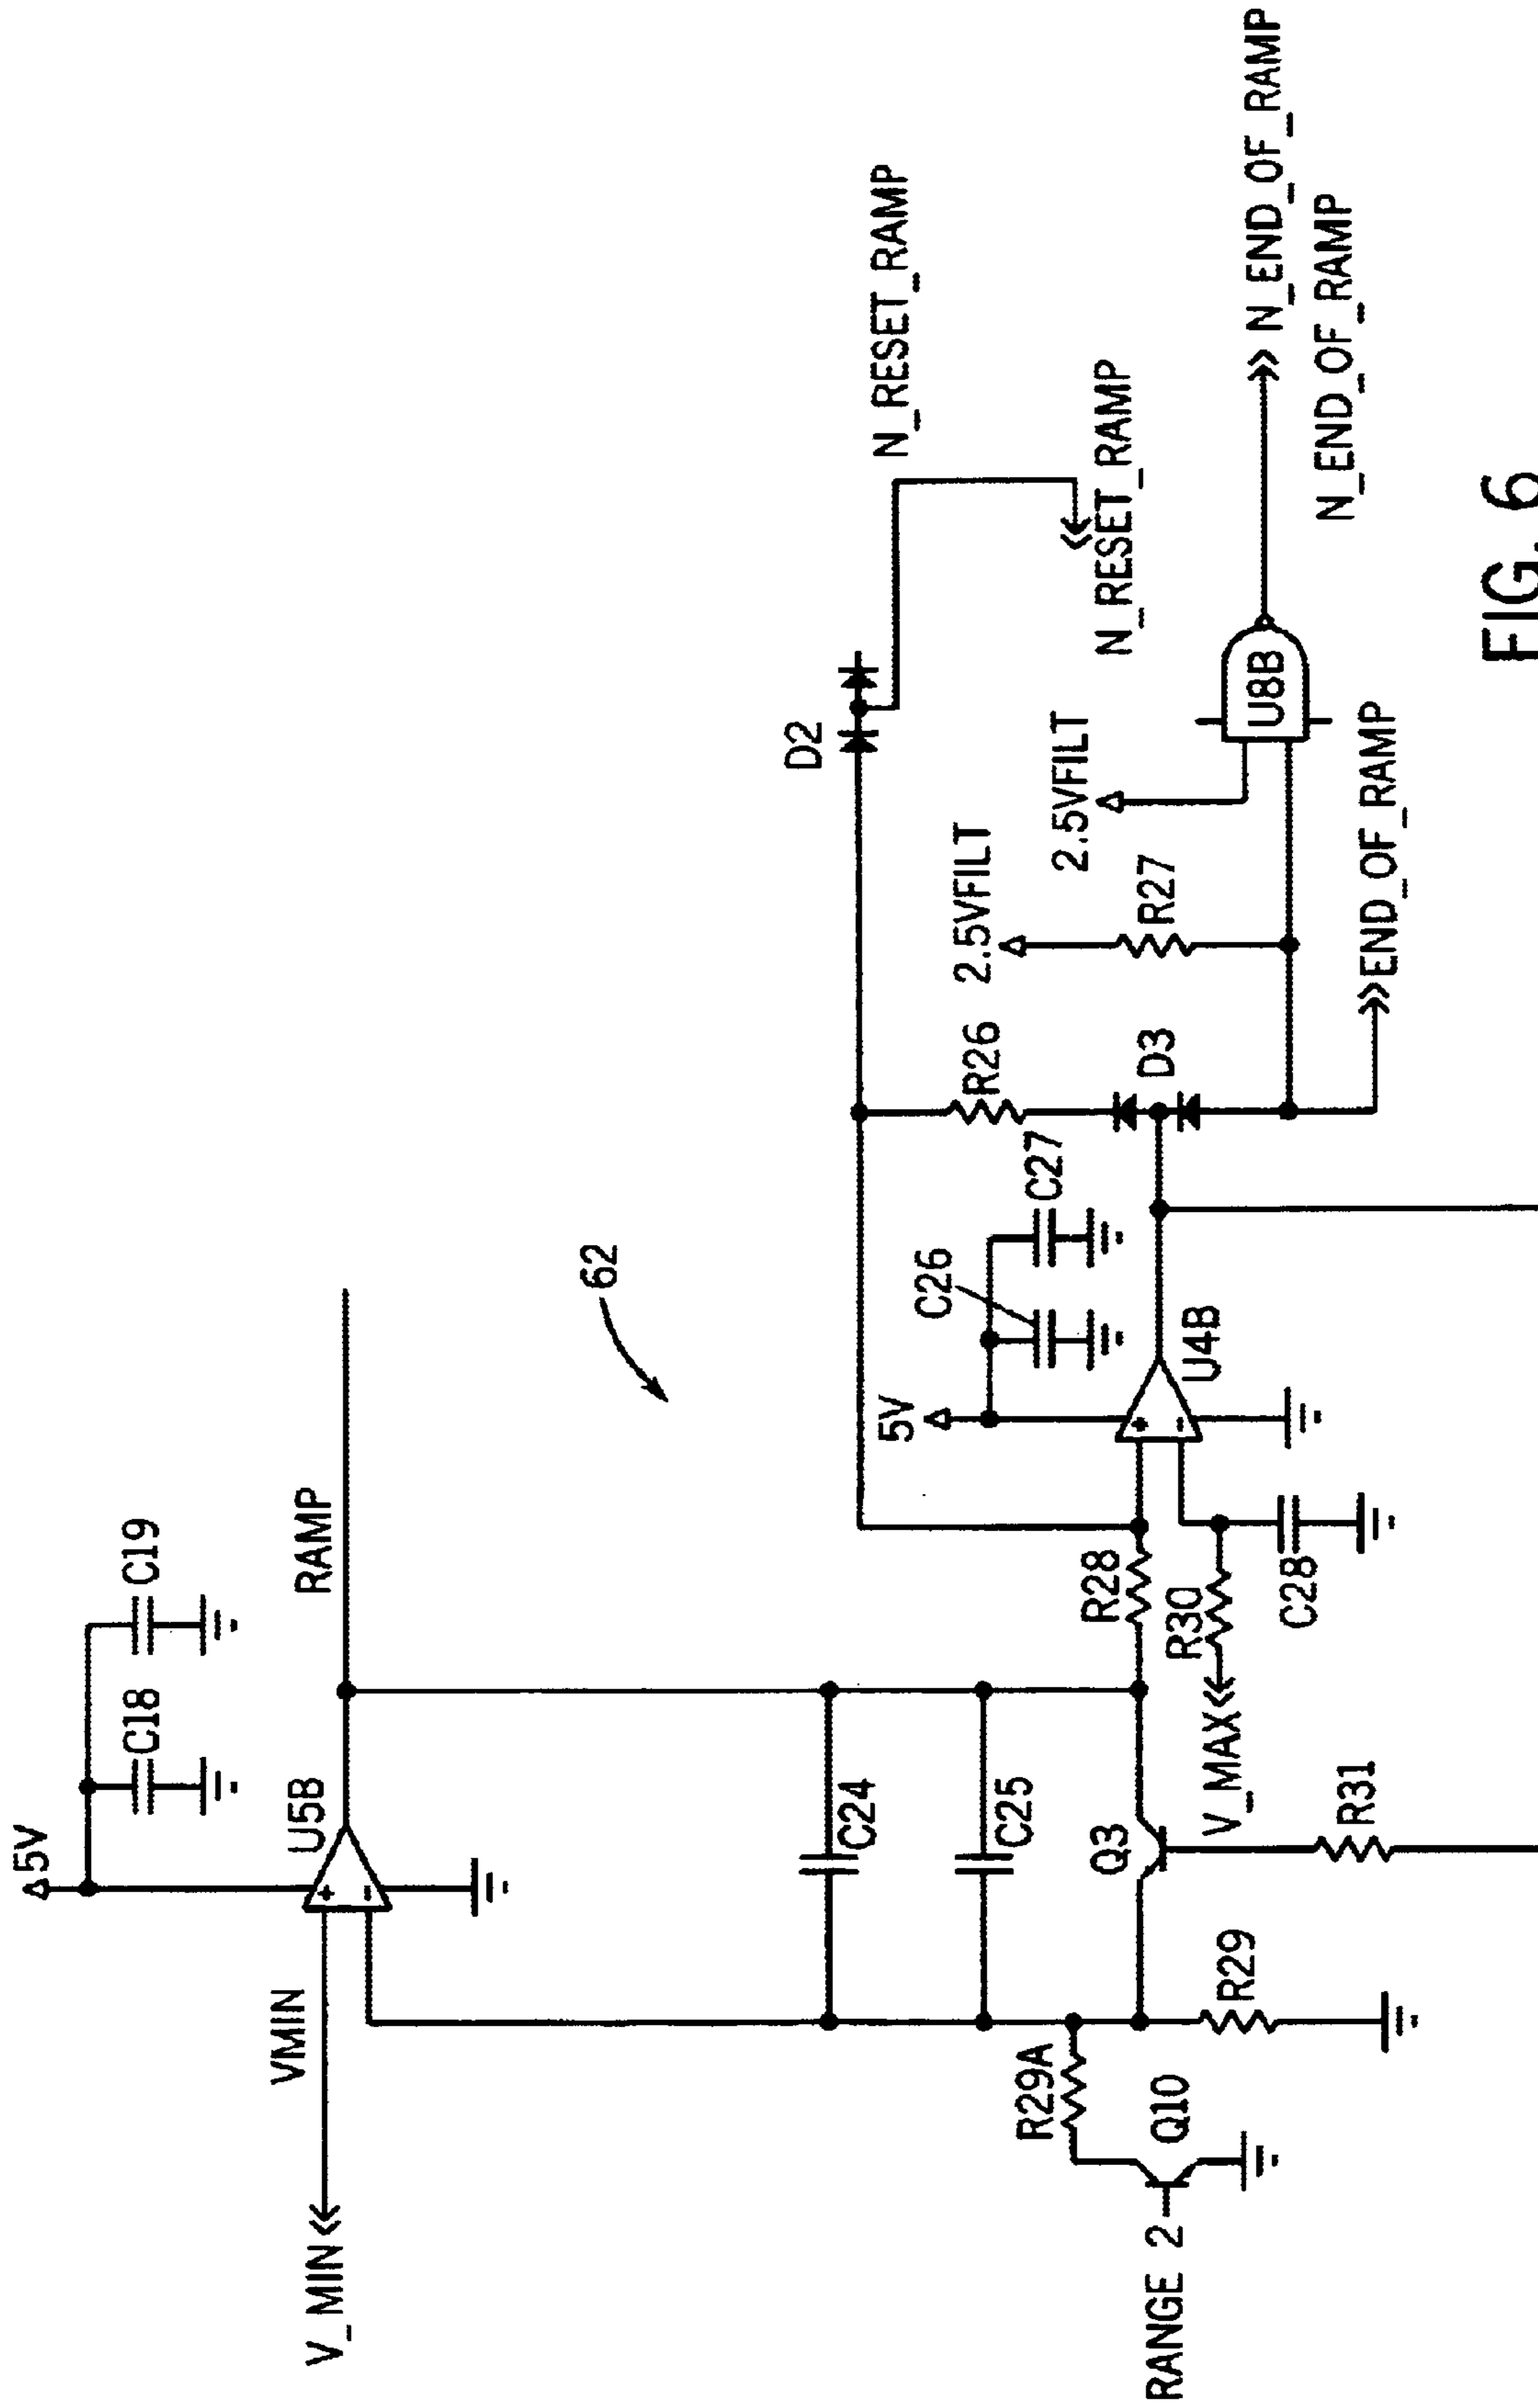 5V
C18
C19
U5B
+
-
VMIN
V_MIN
RAMP
62
C24
C25
D2
N_RESET_RAMP
N_RESET_RAMP
5V
C26
C27
R26
2.5VFILT
2.5VFILT
R28
U4B
+
-
D3
R27
U8B
N_END_OF_RAMP
N_END_OF_RAMP
END_OF_RAMP
R29A
Q3
R30
V_MAX
C28
RANGE 2
Q10
R29
R31
FIG. 6